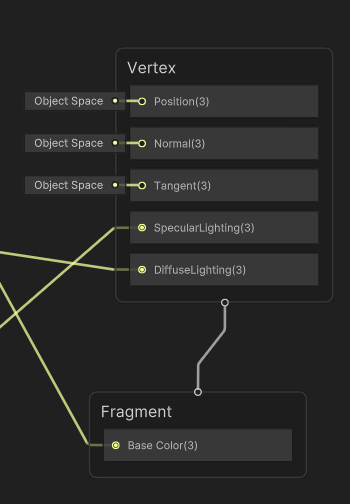 Vertex
Object Space
Position(3)
Object Space
Normal(3)
Object Space
Tangent(3)
SpecularLighting(3)
DiffuseLighting(3)
Fragment
Base Color(3)